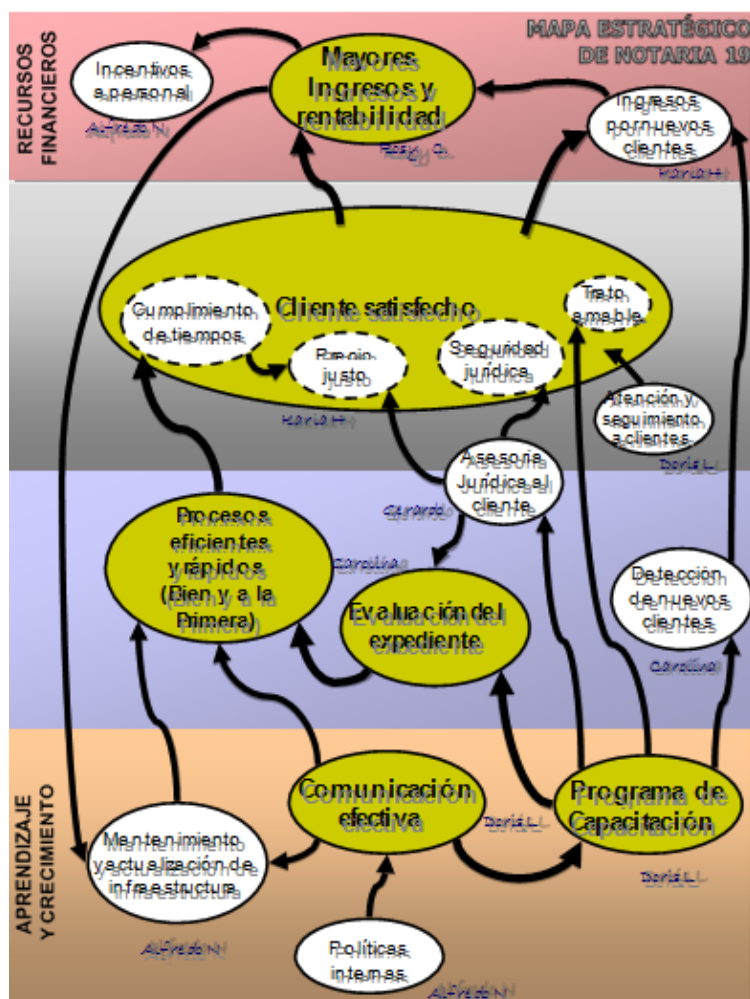 MAPA ESTRATÉGICO
DE NOTARIA 19
RECURSOS
FINANCIEROS
Incentivos
a personal
Alfredo N.
Mayores
Ingresos y
rentabilidad
Rosy O.
Ingresos
por nuevos
clientes
Karla H.
Cliente satisfecho
Cumplimiento
de tiempos
Precio
justo
Seguridad
jurídica
Trato
amable
Karla H.
Atención y
seguimiento
a clientes
Doris L.
Asesoria
Jurídica al
cliente
Gerardo
Procesos
eficientes
y rápidos
(Bien y a la
Primera)
Carolina
Evaluación del
expediente
Detección
de nuevos
clientes
Carolina
APRENDIZAJE
Y CRECIMIENTO
Comunicación
efectiva
Doris L.
Programa de
Capacitación
Doris L.
Mantenimiento
y actualización de
infraestructura
Alfredo N.
Políticas
internas
Alfredo N.